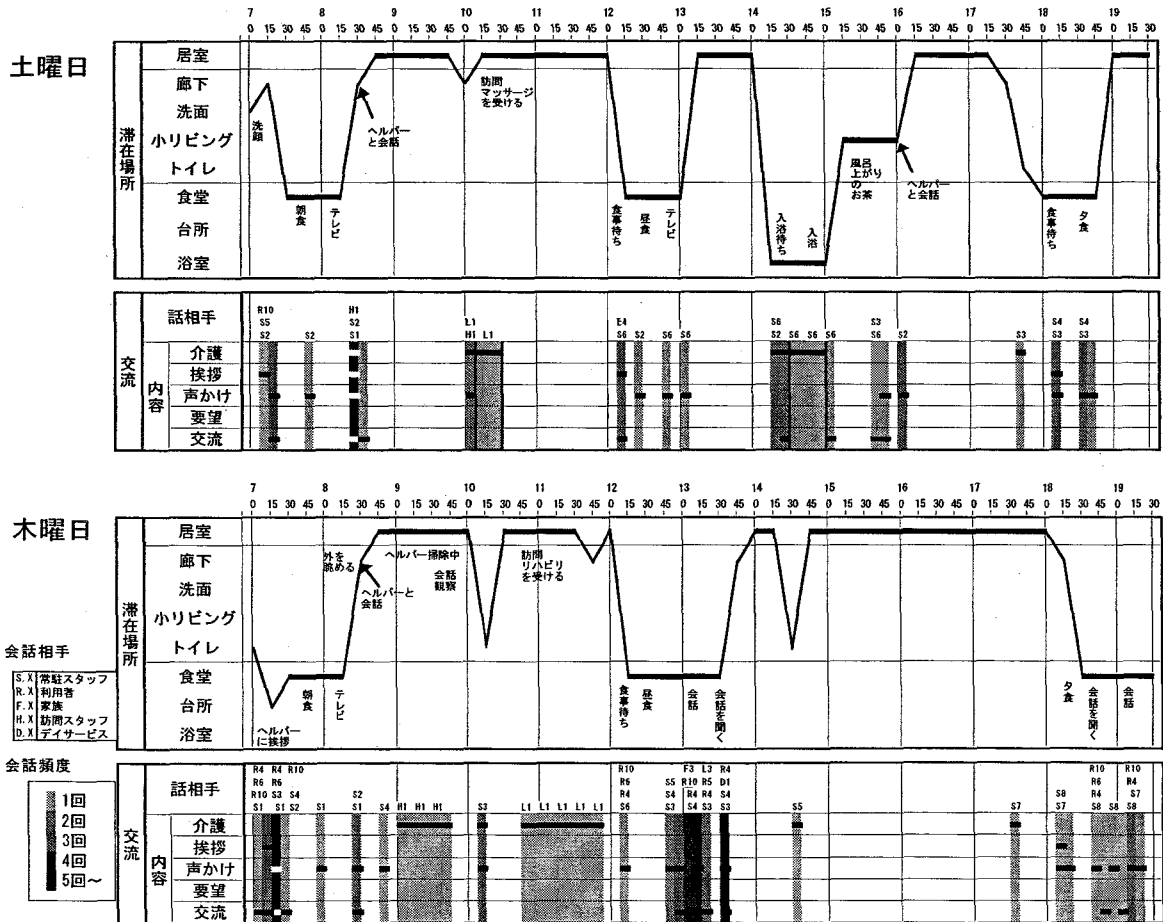 7 8 9 10 11 12 13 14 15 16 17 18 19
0 15 30 45 0 15 30 45 0 15 30 45 0 15 30 45 0 15 30 45 0 15 30 45 0 15 30 45 0 15 30 45 0 15 30 45 0 15 30 45 0 15 30 45 0 15 30 45 0 15 30
土曜日
滞在場所
居室
廊下
洗面
小リビング
トイレ
食堂
台所
浴室
洗顔
朝食
テレビ
ヘルパー
と会話
訪問
マッサージ
を受ける
食事待ち
昼食
テレビ
入浴待ち
入浴
風呂
上がり
の
お茶
ヘルパー
と会話
食事待ち
夕食
交流
話相手
内容
介護
挨拶
声かけ
要望
交流
R10 H1
S5 S2 L1 E4 S6 S3 S4 S4
S2 S2 S1 H1 L1 S6 S2 S6 S6 S2 S6 S6 S6 S6 S2 S3 S3 S3
7 8 9 10 11 12 13 14 15 16 17 18 19
0 15 30 45 0 15 30 45 0 15 30 45 0 15 30 45 0 15 30 45 0 15 30 45 0 15 30 45 0 15 30 45 0 15 30 45 0 15 30 45 0 15 30 45 0 15 30 45 0 15 30
木曜日
滞在場所
居室
廊下
洗面
小リビング
トイレ
食堂
台所
浴室
ヘルパー
に挨拶
朝食
テレビ
外を
眺める
ヘルパーと
会話
ヘルパー掃除中
会話
観察
訪問
リハビリ
を受ける
食事待ち
昼食
会話
会話を聞く
夕食
会話を聞く
会話
会話相手
S.X 常駐スタッフ
R.X 利用者
F.X 家族
H.X 訪問スタッフ
D.X デイサービス
会話頻度
1回
2回
3回
4回
5回～
交流
話相手
内容
介護
挨拶
声かけ
要望
交流
R4 R4 R10 R10 F3 L3 R4 R10 R10
R6 R6 R6 S5 R10 R5 D1 R6 R4
R10 S3 S4 S2 R4 S4 R4 R4 S4 S8 R4 S7
S1 S1 S2 S1 S1 S4 H1 H1 H1 S3 L1 L1 L1 L1 L1 S6 S3 S4 S3 S3 S5 S7 S7 S8 S8 S8